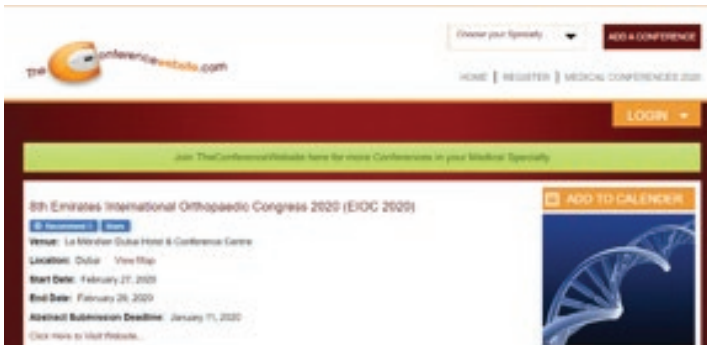 Choose your Specialty
ADD A CONFERENCE
TheConferencewebsite.com
HOME | REGISTER | MEDICAL CONFERENCES 2020
LOGIN
Join TheConferenceWebsite here for more Conferences in your Medical Specialty
8th Emirates International Orthopaedic Congress 2020 (EIOC 2020)
ADD TO CALENDER
Recommend Share
Venue: Le Méridien Dubai Hotel & Conference Centre
Location: Dubai View Map
Start Date: February 27, 2020
End Date: February 29, 2020
Abstract Submission Deadline: January 11, 2020
Click Here to Visit Website...